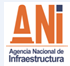 ANI
Agencia Nacional de
Infraestructura